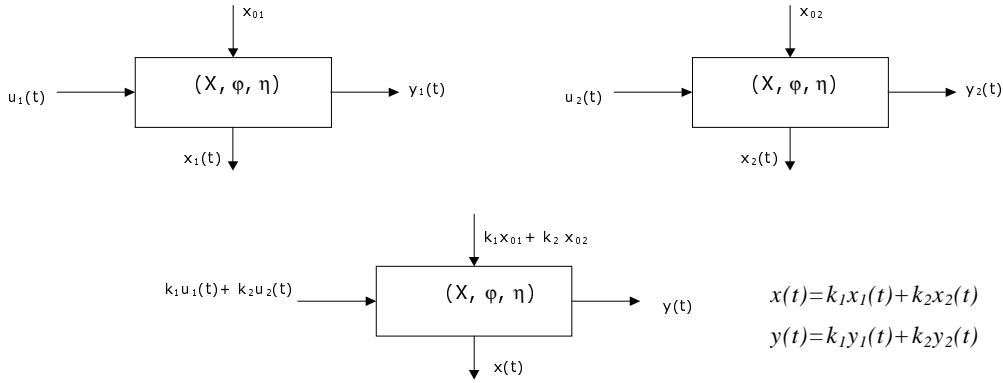 x₀₁
(X, φ, η)
u₁(t)
y₁(t)
x₁(t)
x₀₂
(X, φ, η)
u₂(t)
y₂(t)
x₂(t)
k₁x₀₁+ k₂ x₀₂
k₁u₁(t)+ k₂u₂(t)
(X, φ, η)
y(t)
x(t)
x(t)=k₁x₁(t)+k₂x₂(t)
y(t)=k₁y₁(t)+k₂y₂(t)